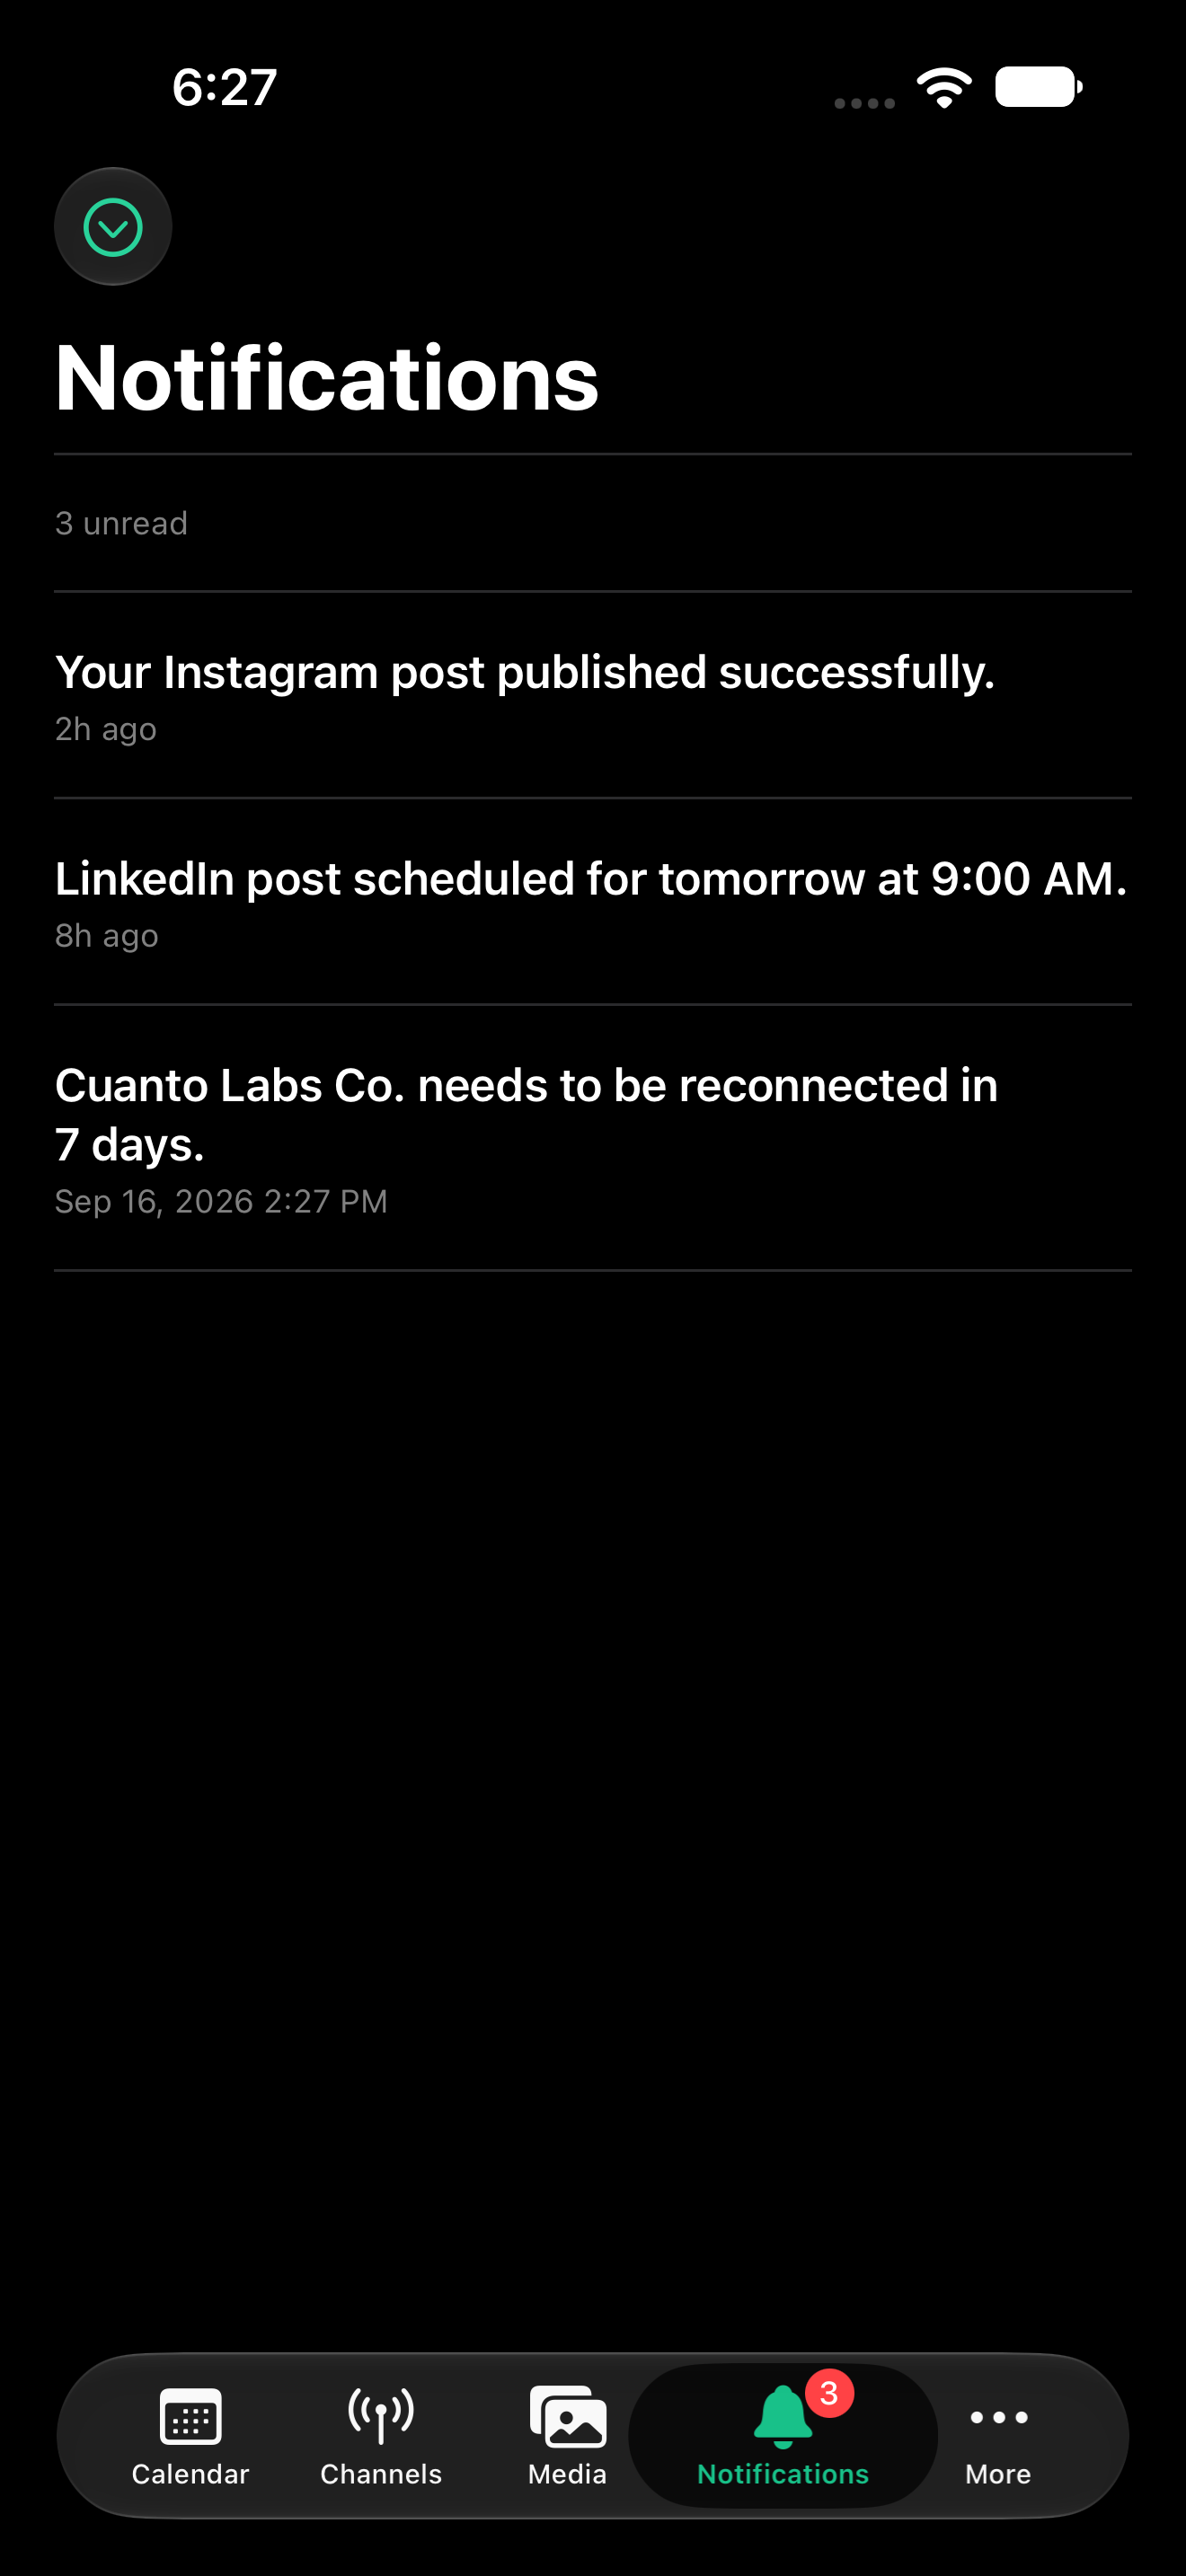 6:27
Notifications
3 unread
Your Instagram post published successfully.
2h ago
LinkedIn post scheduled for tomorrow at 9:00 AM.
8h ago
Cuanto Labs Co. needs to be reconnected in
7 days.
Sep 16, 2026 2:27 PM
3
Calendar
Channels
Media
Notifications
More